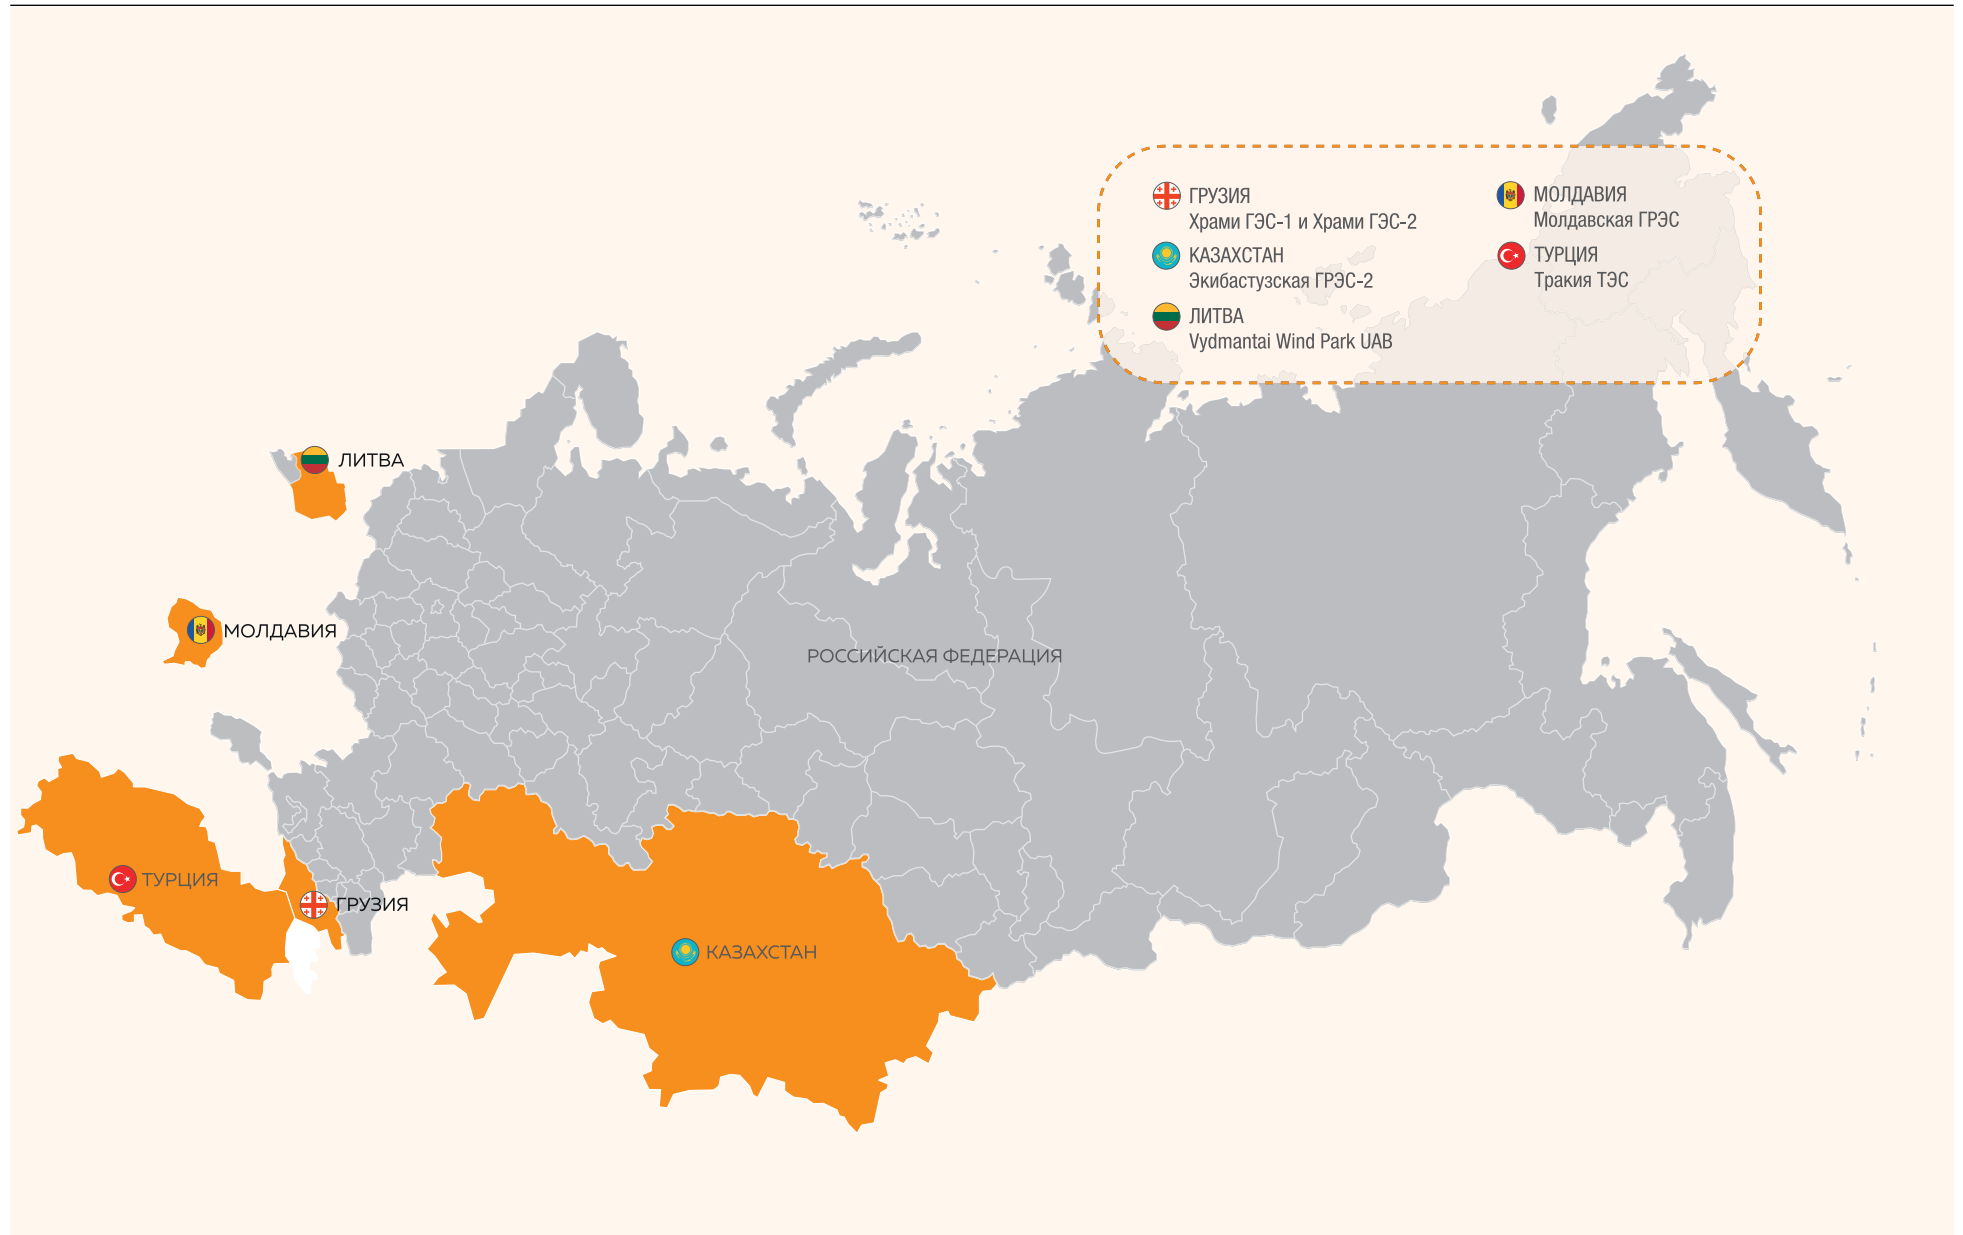 ГРУЗИЯ
Храми ГЭС-1 и Храми ГЭС-2
КАЗАХСТАН
Экибастузская ГРЭС-2
ЛИТВА
Vydmantai Wind Park UAB
МОЛДАВИЯ
Молдавская ГРЭС
ТУРЦИЯ
Тракия ТЭС
ЛИТВА
МОЛДАВИЯ
РОССИЙСКАЯ ФЕДЕРАЦИЯ
ТУРЦИЯ
ГРУЗИЯ
КАЗАХСТАН